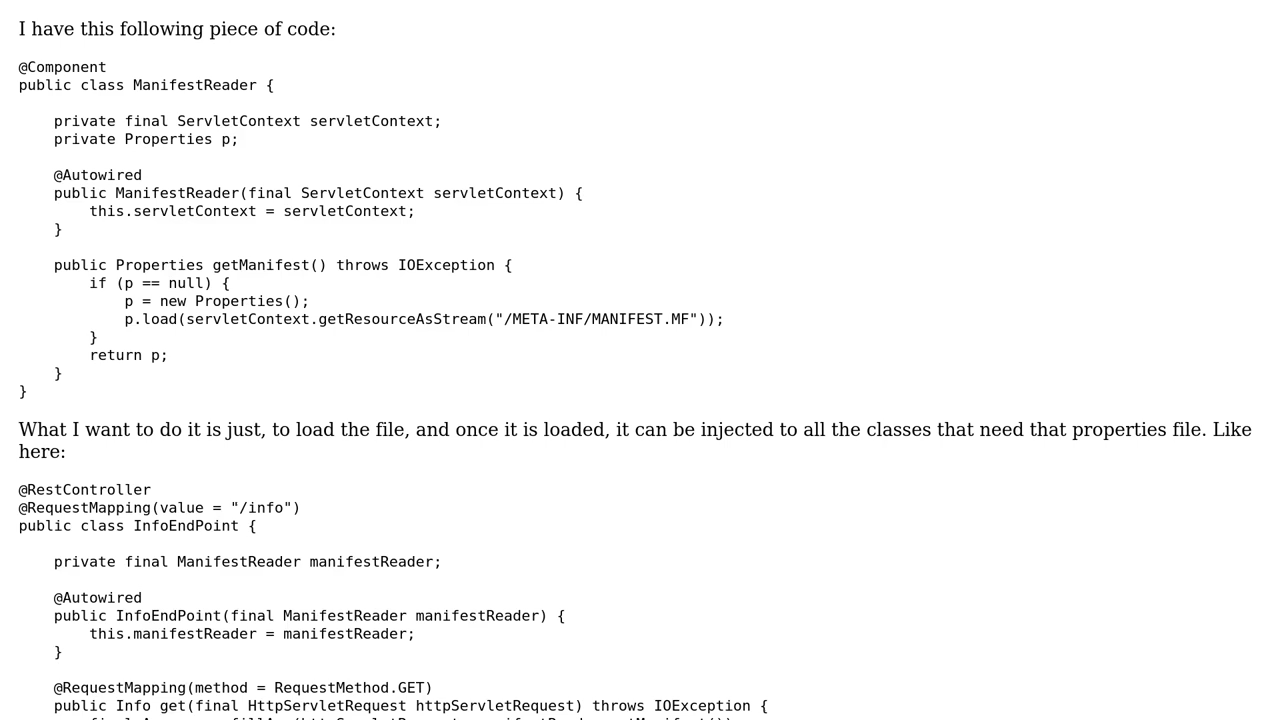 I have this following piece of code:
@Component
public class ManifestReader {
    private final ServletContext servletContext;
    private Properties p;
    @Autowired
    public ManifestReader(final ServletContext servletContext) {
        this.servletContext = servletContext;
    }
    public Properties getManifest() throws IOException {
        if (p == null) {
            p = new Properties();
            p.load(servletContext.getResourceAsStream("/META-INF/MANIFEST.MF"));
        }
        return p;
    }
}
What I want to do it is just, to load the file, and once it is loaded, it can be injected to all the classes that need that properties file. Like
here:
@RestController
@RequestMapping(value = "/info")
public class InfoEndPoint {
    private final ManifestReader manifestReader;
    @Autowired
    public InfoEndPoint(final ManifestReader manifestReader) {
        this.manifestReader = manifestReader;
    }
    @RequestMapping(method = RequestMethod.GET)
    public Info get(final HttpServletRequest httpServletRequest) throws IOException {